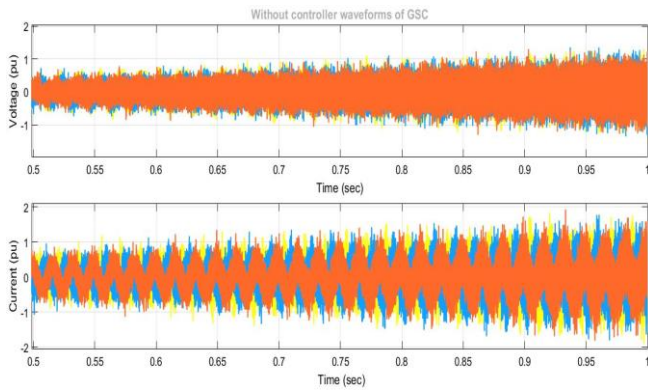 Without controller waveforms of GSC
Voltage (pu)
2
1
0
-1
0.5 0.55 0.6 0.65 0.7 0.75 0.8 0.85 0.9 0.95 1
Time (sec)
Current (pu)
2
1
0
-1
-2
0.5 0.55 0.6 0.65 0.7 0.75 0.8 0.85 0.9 0.95 1
Time (sec)